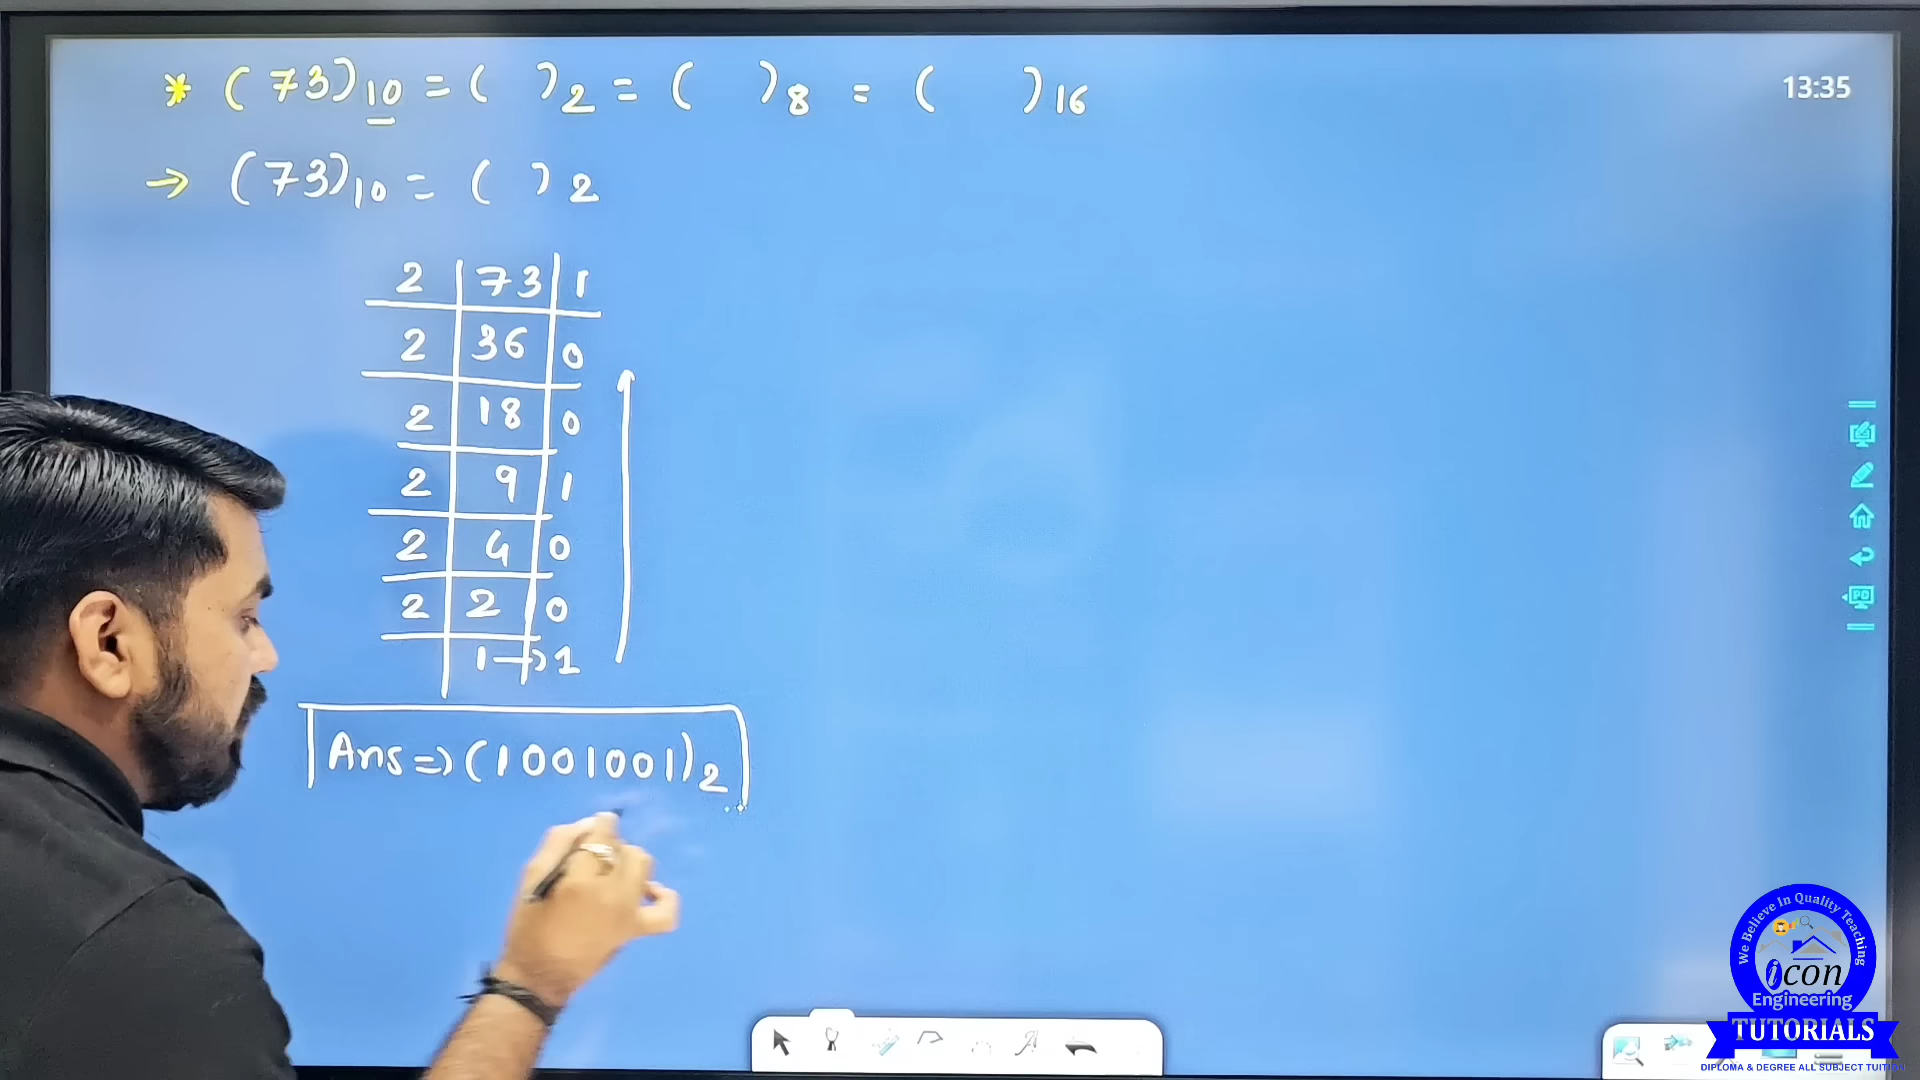 * (73)10 = ( )2 = ( )8 = ( )16
13:35
→ (73)10 = ( )2
2 | 73 | 1
2 | 36 | 0
2 | 18 | 0
2 | 9 | 1
2 | 4 | 0
2 | 2 | 0
1 → 1
Ans ⇒ (1001001)2
PD
We Believe In Quality Teaching
icon
Engineering
TUTORIALS
DIPLOMA & DEGREE ALL SUBJECT TUITION